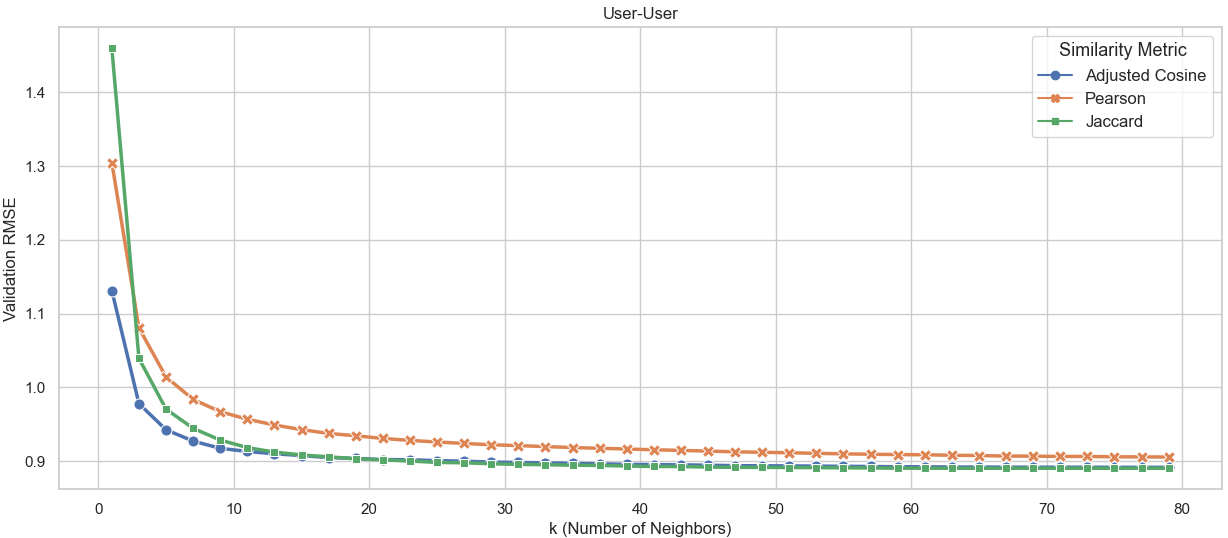 User-User
Validation RMSE
1.4
1.3
1.2
1.1
1.0
0.9
Similarity Metric
Adjusted Cosine
Pearson
Jaccard
0 10 20 30 40 50 60 70 80
k (Number of Neighbors)